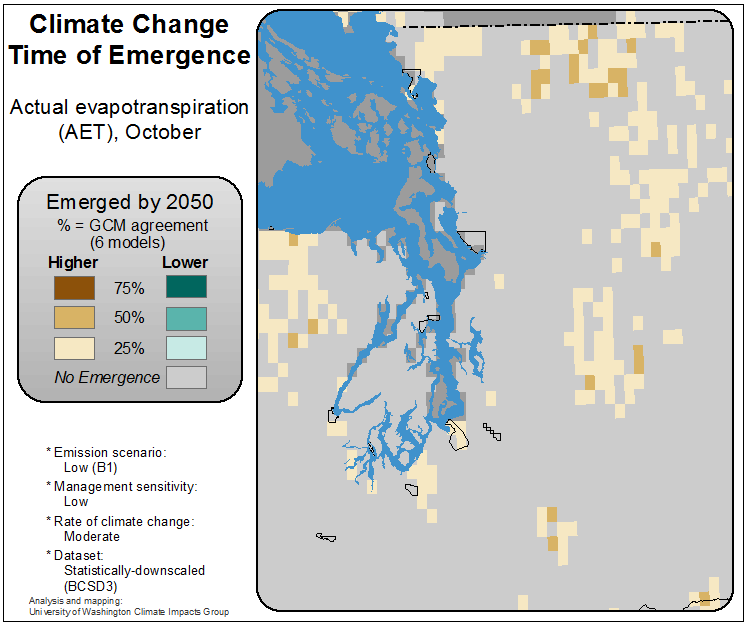 Climate Change
Time of Emergence
Actual evapotranspiration
(AET), October
Emerged by 2050
% = GCM agreement
(6 models)
Higher Lower
75%
50%
25%
No Emergence
* Emission scenario:
Low (B1)
* Management sensitivity:
Low
* Rate of climate change:
Moderate
* Dataset:
Statistically-downscaled
(BCSD3)
Analysis and mapping:
University of Washington Climate Impacts Group